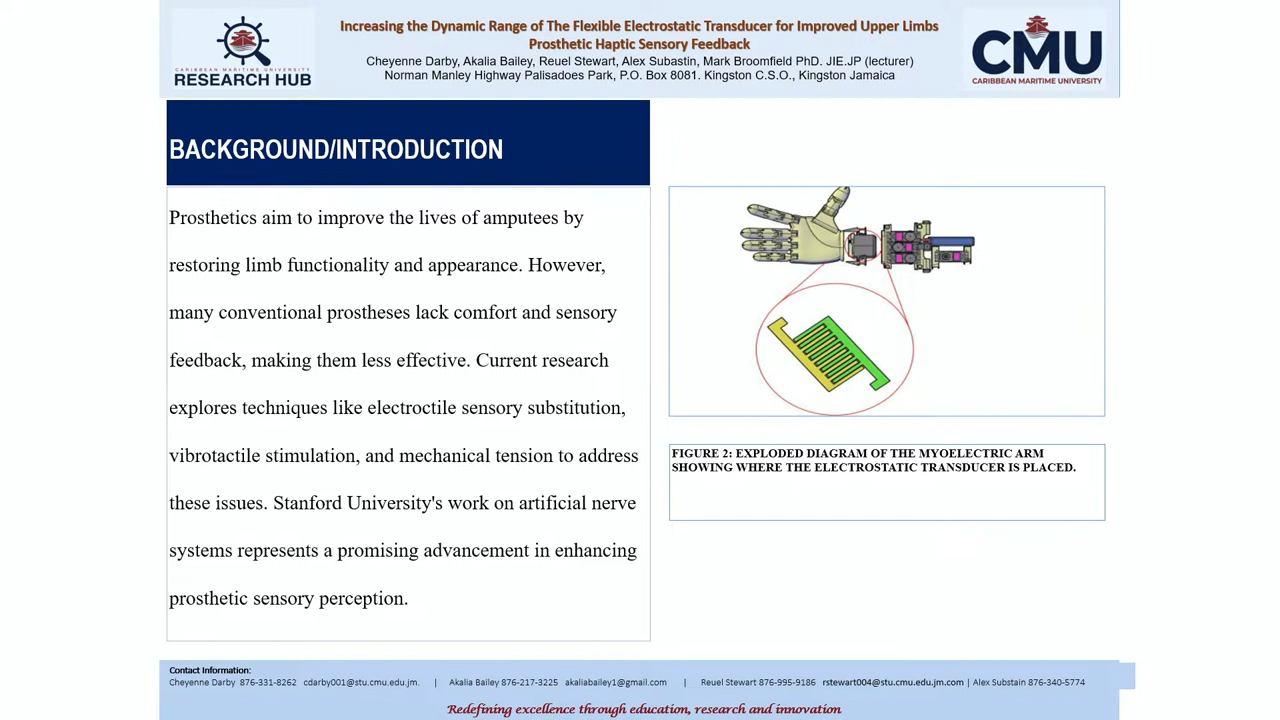 Increasing the Dynamic Range of The Flexible Electrostatic Transducer for Improved Upper Limbs
Prosthetic Haptic Sensory Feedback
Cheyenne Darby, Akalia Bailey, Reuel Stewart, Alex Subastin, Mark Broomfield PhD. JIE.JP (lecturer)
Norman Manley Highway Palisadoes Park, P.O. Box 8081. Kingston C.S.O., Kingston Jamaica
CARIBBEAN MARITIME UNIVERSITY
RESEARCH HUB
CMU
CARIBBEAN MARITIME UNIVERSITY
BACKGROUND/INTRODUCTION
Prosthetics aim to improve the lives of amputees by
restoring limb functionality and appearance. However,
many conventional prostheses lack comfort and sensory
feedback, making them less effective. Current research
explores techniques like electroctile sensory substitution,
vibrotactile stimulation, and mechanical tension to address
these issues. Stanford University's work on artificial nerve
systems represents a promising advancement in enhancing
prosthetic sensory perception.
FIGURE 2: EXPLODED DIAGRAM OF THE MYOELECTRIC ARM
SHOWING WHERE THE ELECTROSTATIC TRANSDUCER IS PLACED.
Contact Information:
Cheyenne Darby 876-331-8262 cdarby001@stu.cmu.edu.jm. | Akalia Bailey 876-217-3225 akaliabailey1@gmail.com | Reuel Stewart 876-995-9186 rstewart004@stu.cmu.edu.jm.com | Alex Substain 876-340-5774
Redefining excellence through education, research and innovation